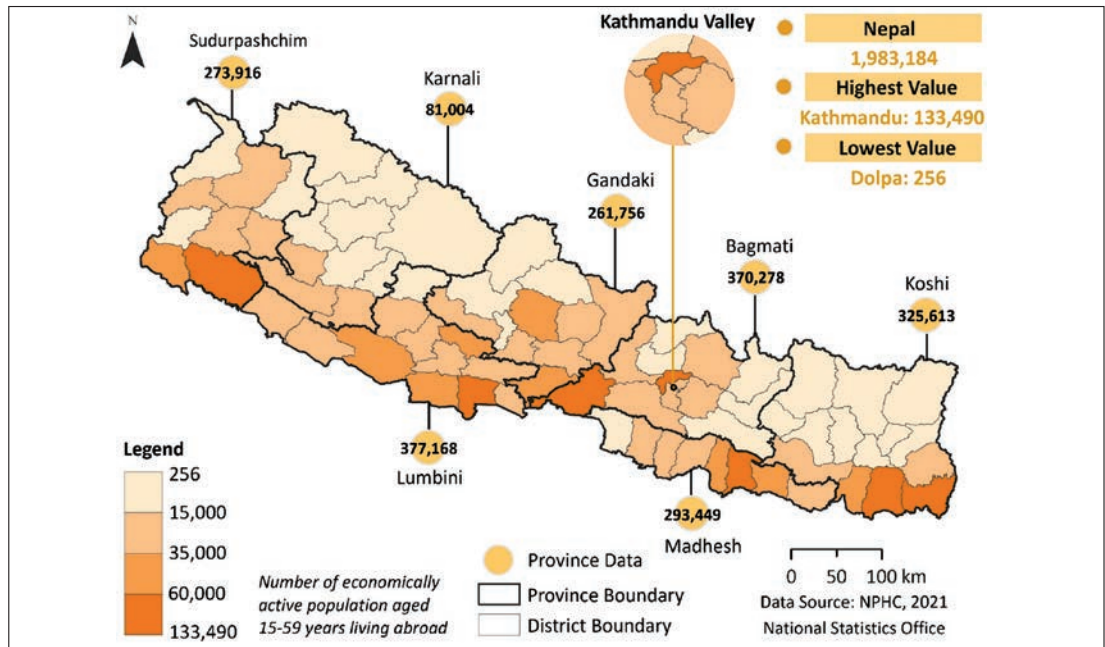 N
Sudurpashchim
273,916
Karnali
81,004
Kathmandu Valley
Nepal
1,983,184
Highest Value
Kathmandu: 133,490
Lowest Value
Dolpa: 256
Gandaki
261,756
Bagmati
370,278
Koshi
325,613
377,168
Lumbini
293,449
Madhesh
Legend
256
15,000
35,000
60,000
133,490
Number of economically
active population aged
15-59 years living abroad
Province Data
Province Boundary
District Boundary
0 50 100 km
Data Source: NPHC, 2021
National Statistics Office